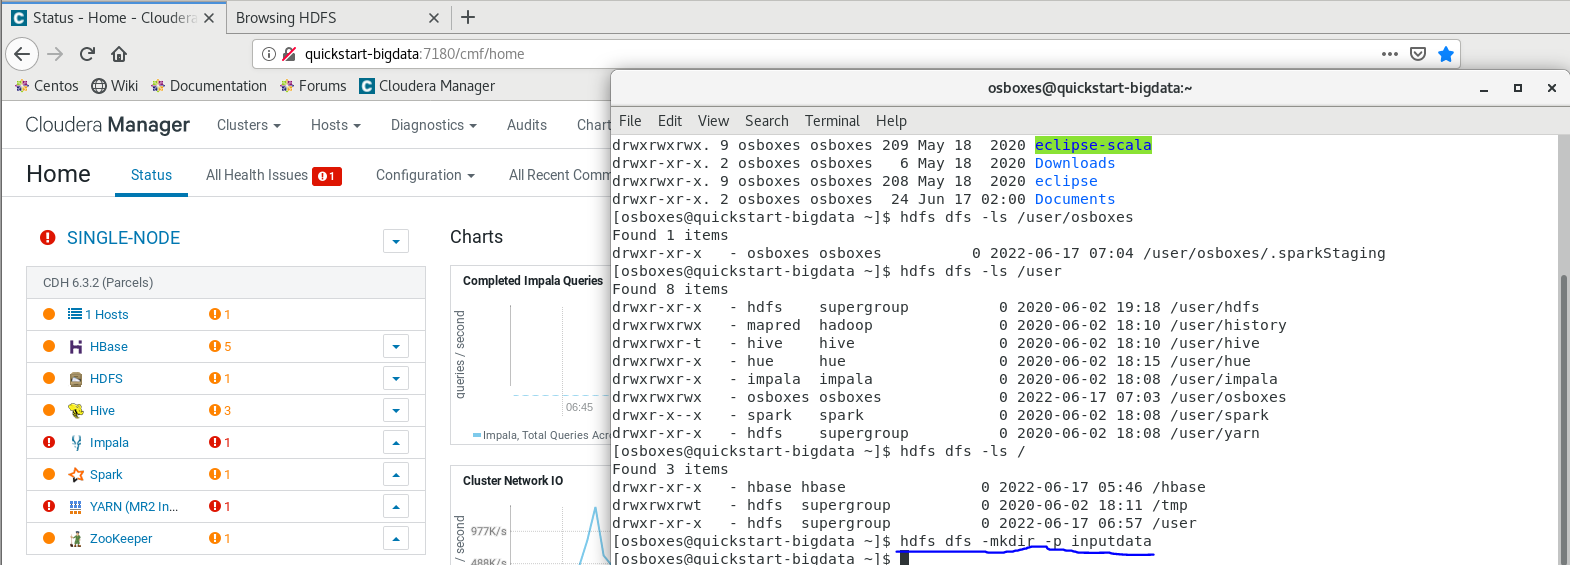 Status - Home - Cloudera
Browsing HDFS
quickstart-bigdata:7180/cmf/home
Centos Wiki Documentation Forums Cloudera Manager
Cloudera Manager Clusters Hosts Diagnostics Audits Chart
Home Status All Health Issues 1 Configuration All Recent Comm
SINGLE-NODE
CDH 6.3.2 (Parcels)
1 Hosts 1
HBase 5
HDFS 1
Hive 3
Impala 1
Spark 1
YARN (MR2 In... 1
ZooKeeper 1
Charts
Completed Impala Queries
queries / second
06:45
Impala, Total Queries Acro
Cluster Network IO
/ second
977K/s
488K/s
osboxes@quickstart-bigdata:~
File Edit View Search Terminal Help
drwxrwxrwx. 9 osboxes osboxes 209 May 18  2020 eclipse-scala
drwxr-xr-x. 2 osboxes osboxes   6 May 18  2020 Downloads
drwxrwxr-x. 9 osboxes osboxes 208 May 18  2020 eclipse
drwxr-xr-x. 2 osboxes osboxes  24 Jun 17 02:00 Documents
[osboxes@quickstart-bigdata ~]$ hdfs dfs -ls /user/osboxes
Found 1 items
drwxr-xr-x   - osboxes osboxes          0 2022-06-17 07:04 /user/osboxes/.sparkStaging
[osboxes@quickstart-bigdata ~]$ hdfs dfs -ls /user
Found 8 items
drwxr-xr-x   - hdfs    supergroup          0 2020-06-02 19:18 /user/hdfs
drwxrwxrwx   - mapred  hadoop              0 2020-06-02 18:10 /user/history
drwxrwxr-t   - hive    hive                0 2020-06-02 18:10 /user/hive
drwxrwxr-x   - hue     hue                 0 2020-06-02 18:15 /user/hue
drwxrwxr-x   - impala  impala              0 2020-06-02 18:08 /user/impala
drwxrwxrwx   - osboxes osboxes             0 2022-06-17 07:03 /user/osboxes
drwxr-x--x   - spark   spark               0 2020-06-02 18:08 /user/spark
drwxr-xr-x   - hdfs    supergroup          0 2020-06-02 18:08 /user/yarn
[osboxes@quickstart-bigdata ~]$ hdfs dfs -ls /
Found 3 items
drwxr-xr-x   - hbase hbase               0 2022-06-17 05:46 /hbase
drwxrwxrwt   - hdfs  supergroup          0 2020-06-02 18:11 /tmp
drwxr-xr-x   - hdfs  supergroup          0 2022-06-17 06:57 /user
[osboxes@quickstart-bigdata ~]$ hdfs dfs -mkdir -p inputdata
[osboxes@quickstart-bigdata ~]$